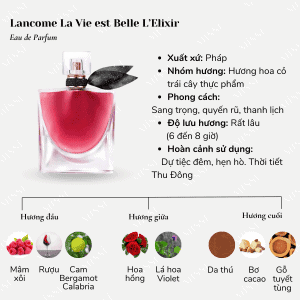 Lancome La Vie est Belle L'Elixir
Eau de Parfum
• Xuất xứ: Pháp
• Nhóm hương: Hương hoa cỏ
trái cây thực phẩm
• Phong cách:
Sang trọng, quyến rũ, thanh lịch
• Độ lưu hương: Rất lâu
(6 đến 8 giờ)
• Hoàn cảnh sử dụng:
Dự tiệc đêm, hẹn hò. Thời tiết
Thu Đông
Hương đầu
Hương giữa
Hương cuối
Mâm xôi
Rượu
Cam Bergamot Calabria
Hoa hồng
Lá hoa Violet
Da thú
Bơ cacao
Gỗ tuyết tùng